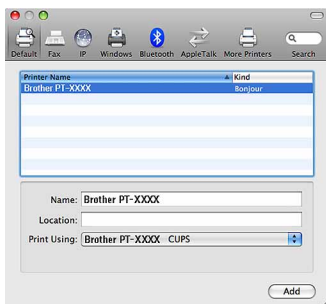 Default Fax IP Windows Bluetooth AppleTalk More Printers Search
Printer Name Kind
Brother PT-XXXX Bonjour
Name: Brother PT-XXXX
Location:
Print Using: Brother PT-XXXX CUPS
Add